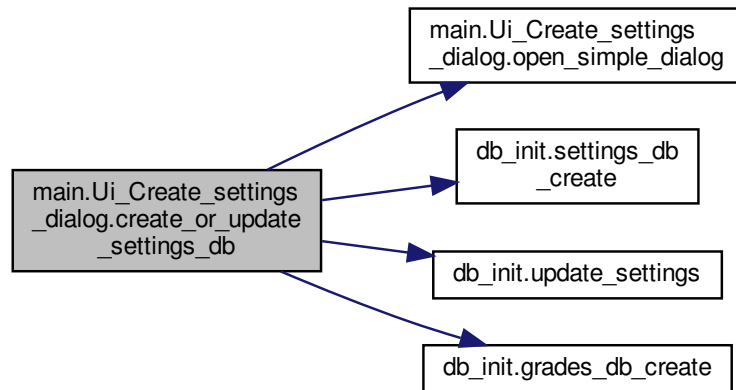 main.Ui_Create_settings
_dialog.open_simple_dialog
db_init.settings_db
_create
main.Ui_Create_settings
_dialog.create_or_update
_settings_db
db_init.update_settings
db_init.grades_db_create